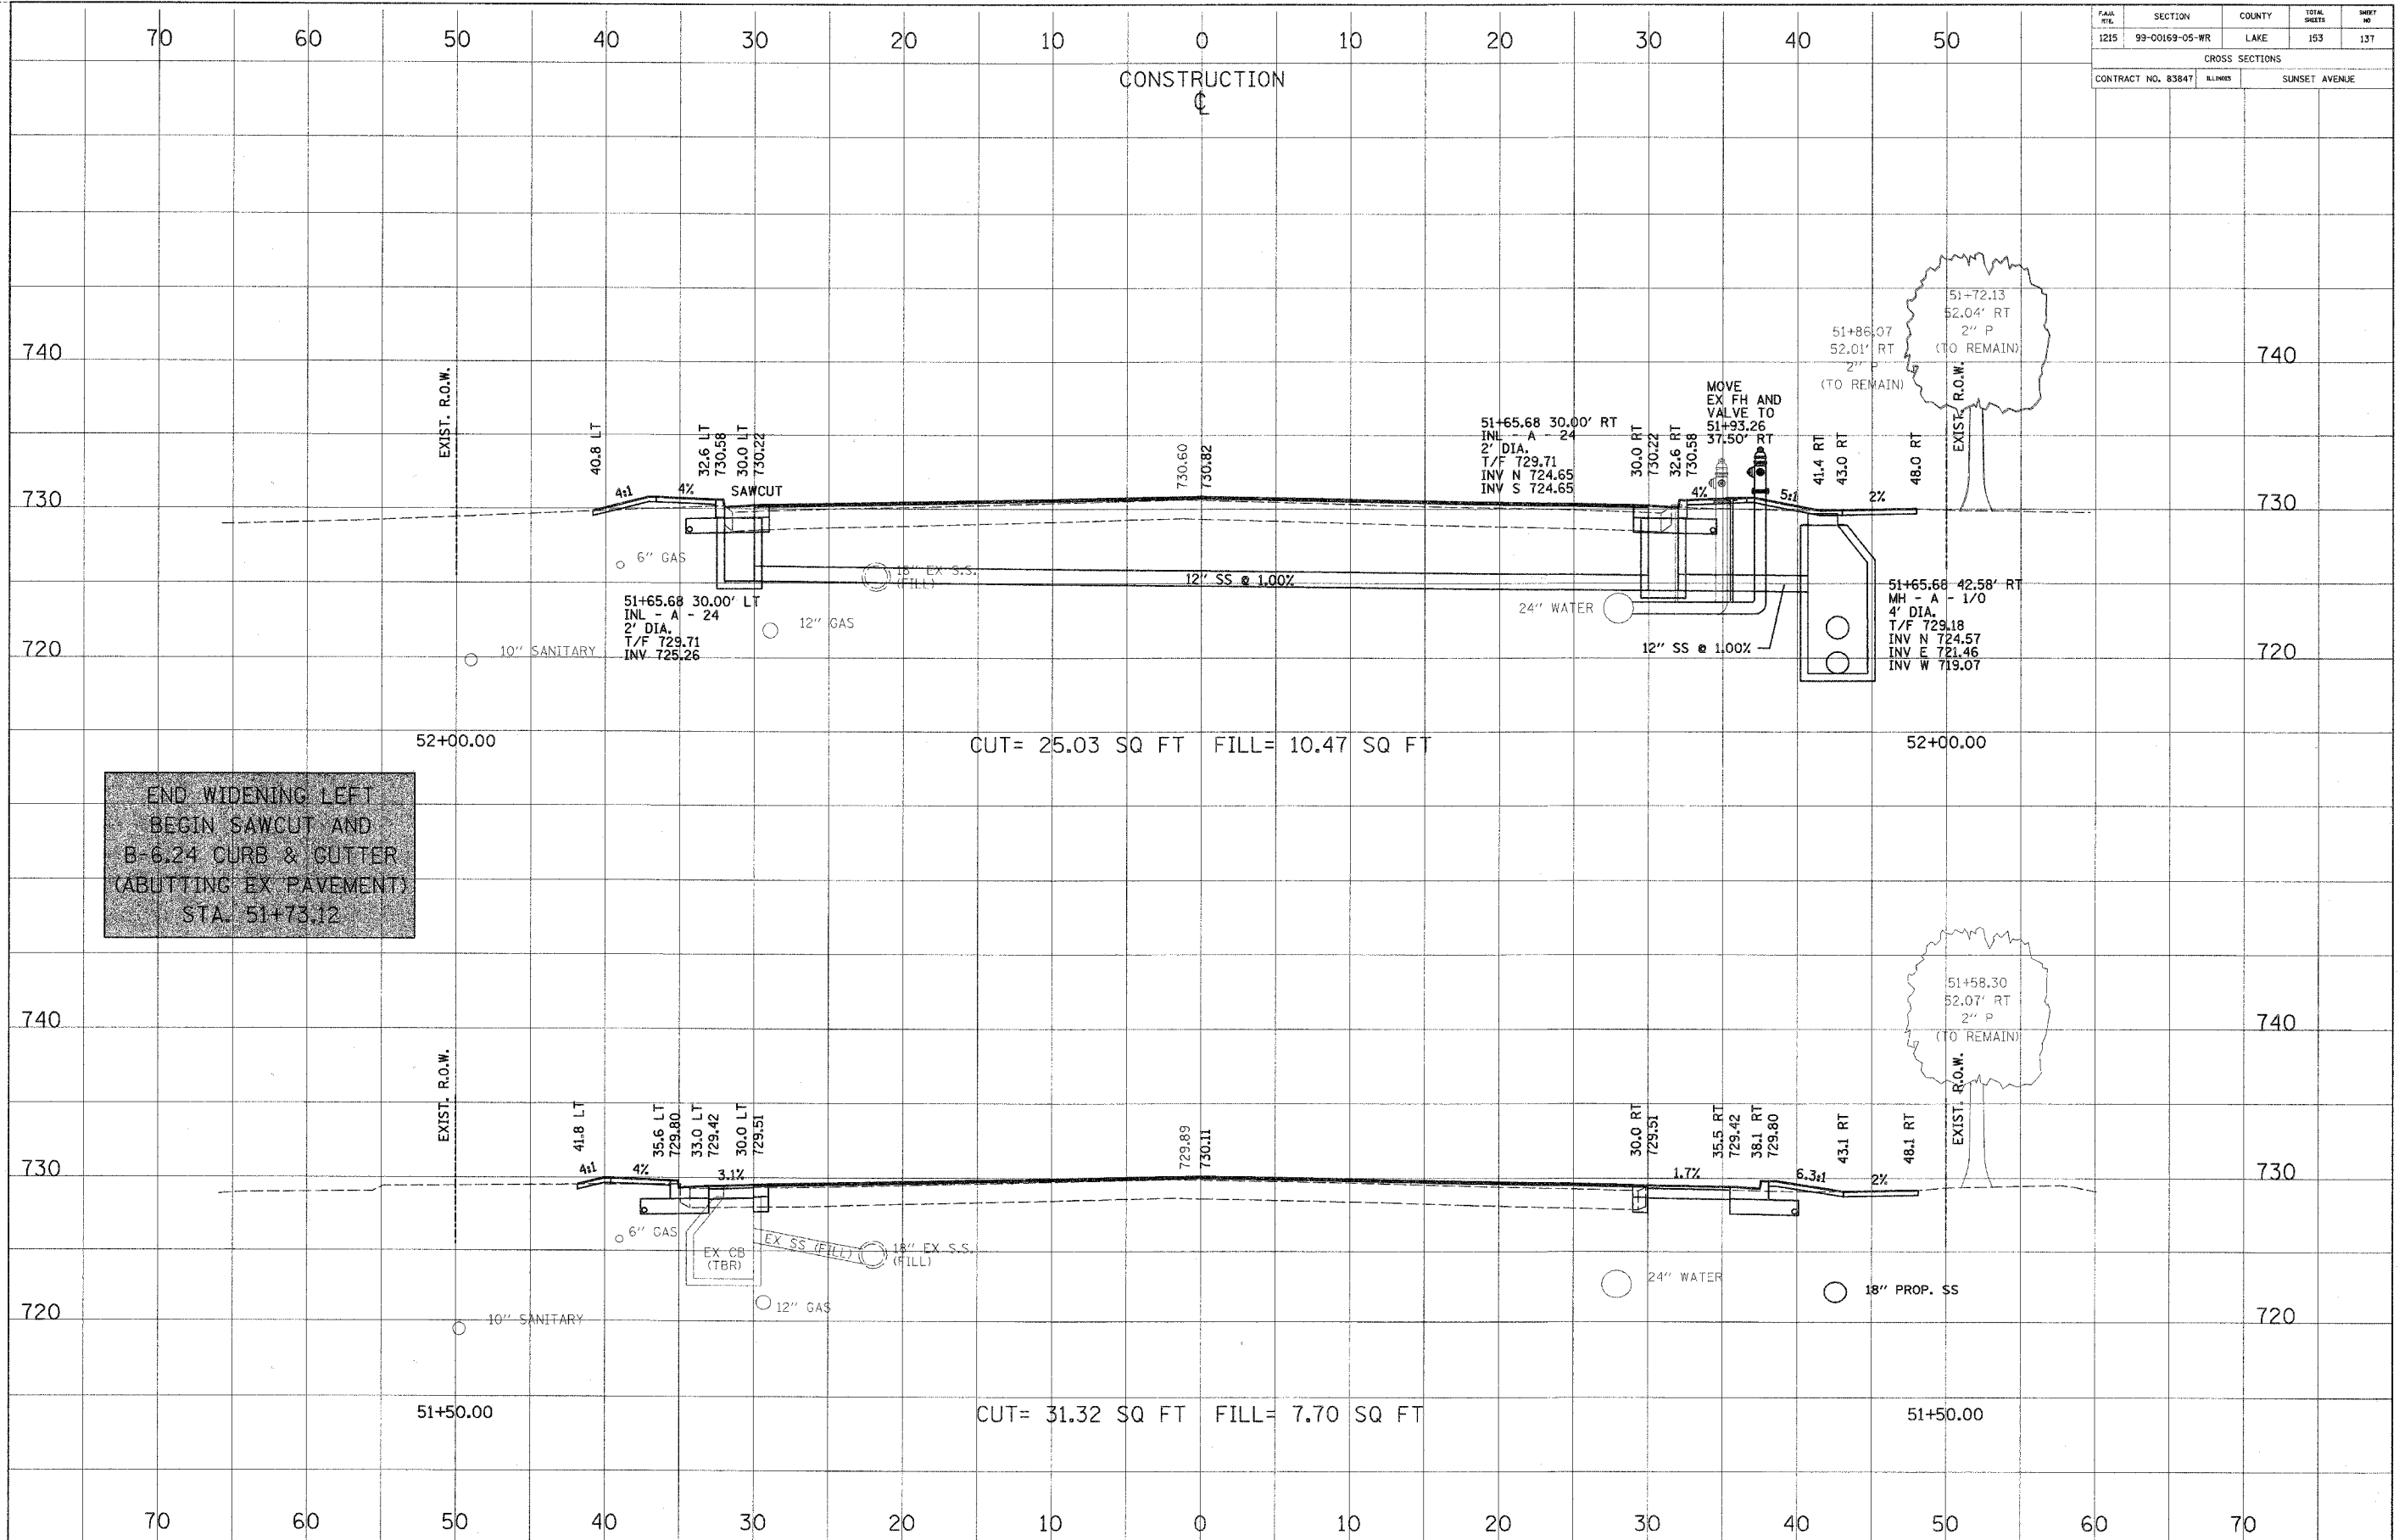 F.A.U. RTE. SECTION COUNTY TOTAL SHEETS SHEET NO
1215 99-00169-05-WR LAKE 153 137
CROSS SECTIONS
CONTRACT NO. 83847 ILLINOIS SUNSET AVENUE
70 60 50 40 30 20 10 0 10 20 30 40 50
CONSTRUCTION
℄
51+72.13
52.04' RT
2" P
(TO REMAIN)
51+86.07
52.01' RT
2" P
(TO REMAIN)
740 740
EXIST. R.O.W.
40.8 LT
32.6 LT
730.58
30.0 LT
730.22
730.60
730.82
51+65.68 30.00' RT
INL - A - 24
2' DIA.
T/F 729.71
INV N 724.65
INV S 724.65
30.0 RT
730.22
32.6 RT
730.58
MOVE
EX FH AND
VALVE TO
51+93.26
37.50' RT
41.4 RT
43.0 RT
48.0 RT
EXIST. R.O.W.
730 730
4:1 4% SAWCUT 4% 5:1 2%
6" GAS
18" EX S.S.
(FILL)
12" SS @ 1.00%
51+65.68 30.00' LT
INL - A - 24
2' DIA.
T/F 729.71
INV 725.26
12" GAS
24" WATER
51+65.68 42.58' RT
MH - A - 1/0
4' DIA.
T/F 729.18
INV N 724.57
INV E 721.46
INV W 719.07
10" SANITARY
12" SS @ 1.00%
720 720
52+00.00 CUT= 25.03 SQ FT FILL= 10.47 SQ FT 52+00.00
END WIDENING LEFT
BEGIN SAWCUT AND
B-6.24 CURB & GUTTER
(ABUTTING EX PAVEMENT)
STA. 51+73.12
51+58.30
52.07' RT
2" P
(TO REMAIN)
740 740
EXIST. R.O.W.
41.8 LT
35.6 LT
729.80
33.0 LT
729.42
30.0 LT
729.51
729.89
730.11
30.0 RT
729.51
35.5 RT
729.42
38.1 RT
729.80
43.1 RT
48.1 RT
EXIST. R.O.W.
730 730
4:1 4% 3.1% 1.7% 6.3:1 2%
6" GAS
EX CB
(TBR)
EX SS (FILL)
18" EX S.S.
(FILL)
24" WATER
18" PROP. SS
12" GAS
10" SANITARY
720 720
51+50.00 CUT= 31.32 SQ FT FILL= 7.70 SQ FT 51+50.00
70 60 50 40 30 20 10 0 10 20 30 40 50 60 70